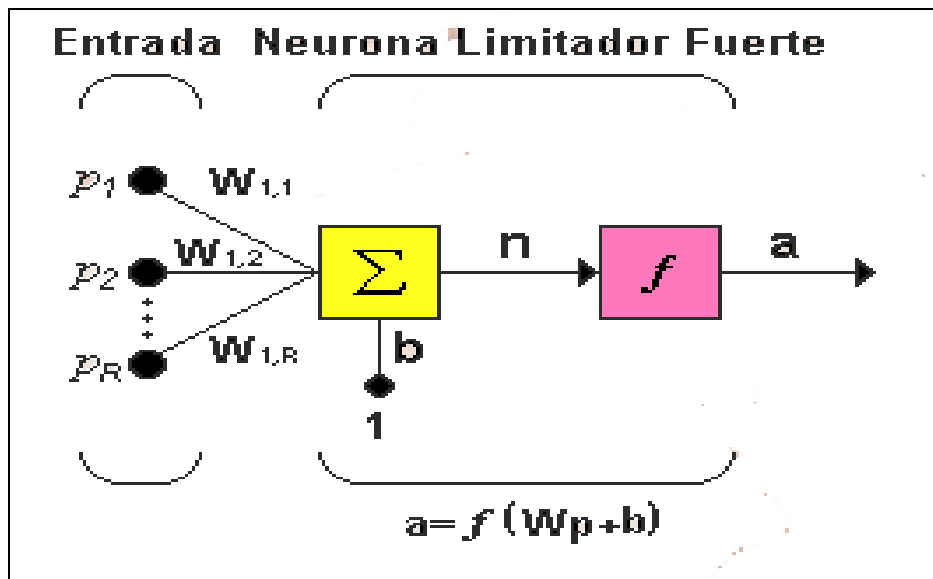 Entrada Neurona Limitador Fuerte
p1 W1,1
p2 W1,2
pR W1,R
Σ n f a
b
1
a=f(Wp+b)